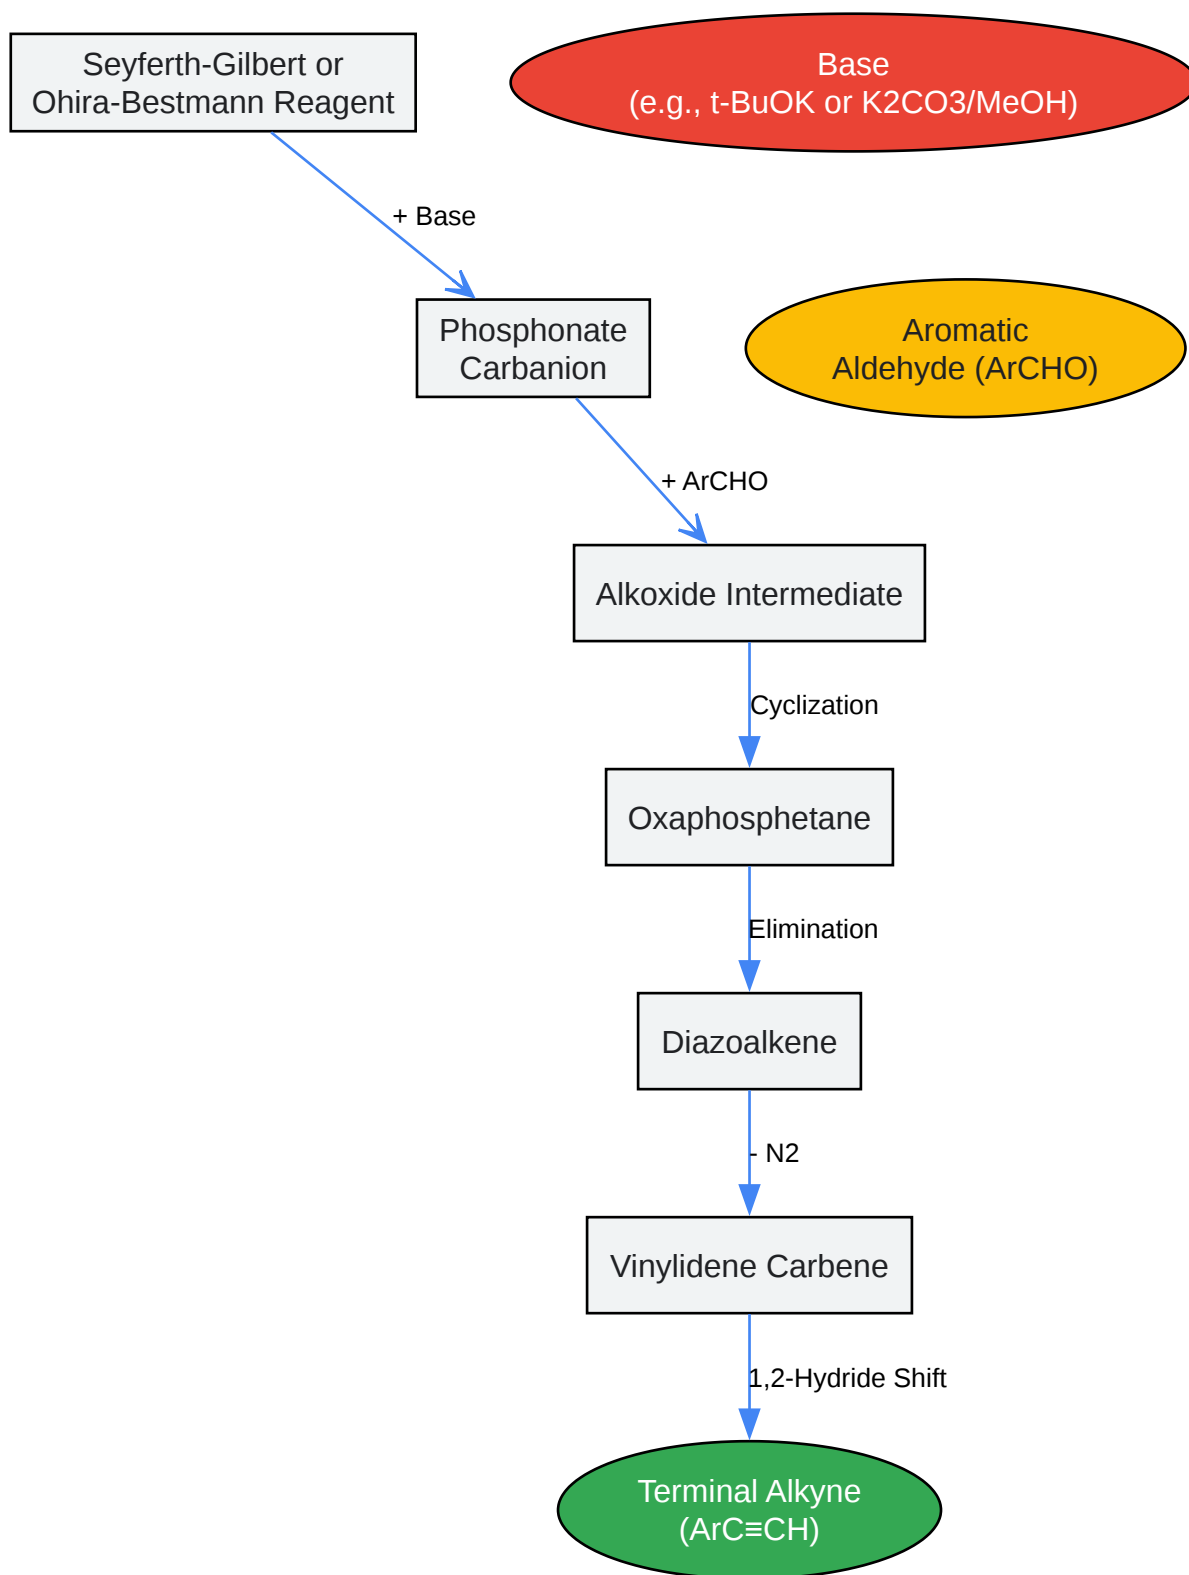 Seyferth-Gilbert or
Ohira-Bestmann Reagent
Base
(e.g., t-BuOK or K2CO3/MeOH)
+ Base
Phosphonate
Carbanion
Aromatic
Aldehyde (ArCHO)
+ ArCHO
Alkoxide Intermediate
Cyclization
Oxaphosphetane
Elimination
Diazoalkene
- N2
Vinylidene Carbene
1,2-Hydride Shift
Terminal Alkyne
(ArC≡CH)